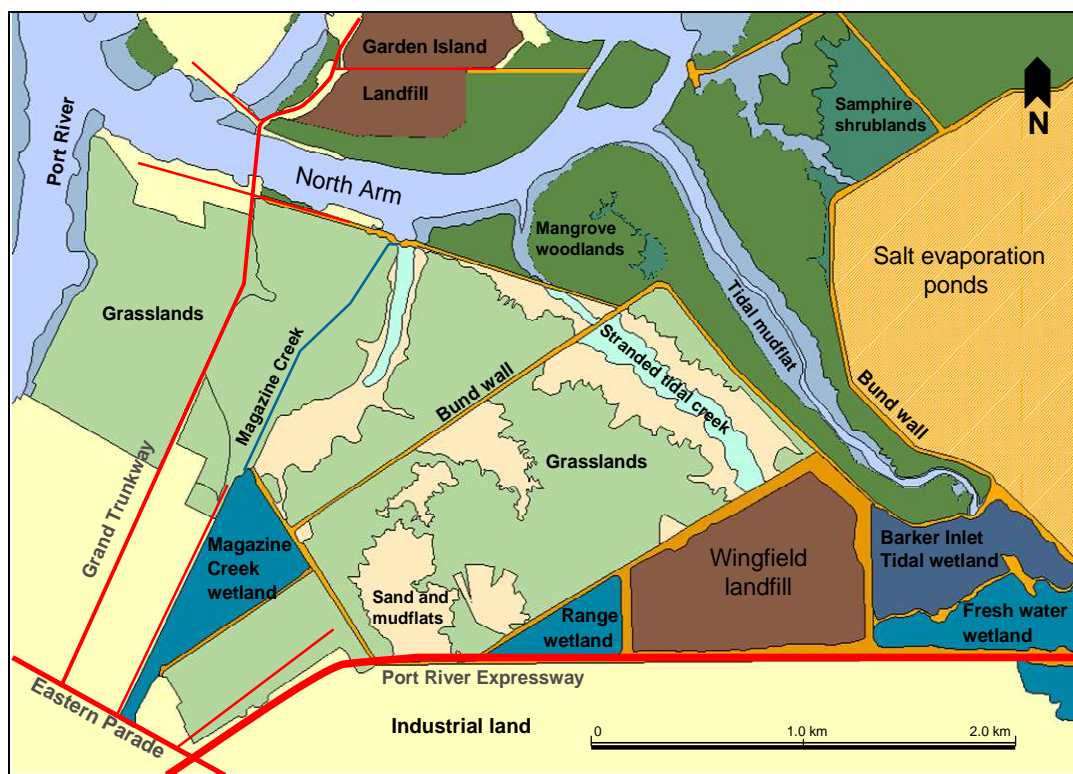 Garden Island
Landfill
Samphire
shrublands
N
Port River
North Arm
Mangrove
woodlands
Salt evaporation
ponds
Grasslands
Tidal mudflat
Magazine Creek
Stranded tidal creek
Bund wall
Bund wall
Grasslands
Grand Trunkway
Magazine
Creek
wetland
Barker Inlet
Tidal wetland
Wingfield
landfill
Sand and
mudflats
Range
wetland
Fresh water
wetland
Port River Expressway
Eastern Parade
Industrial land
0
1.0 km
2.0 km